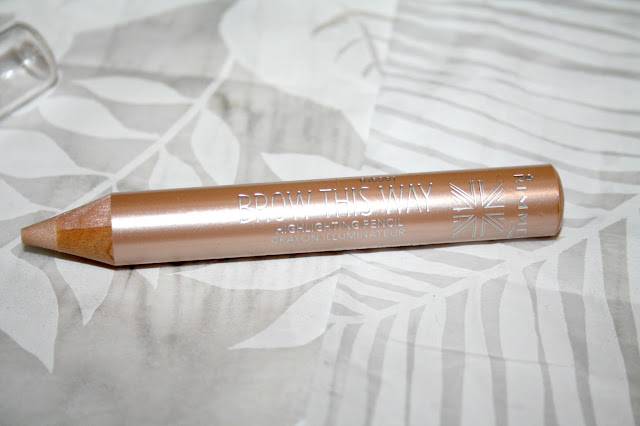 BROW THIS WAY
HIGHLIGHTING PENCIL
CRAYON ILLUMINATEUR
RIMMEL